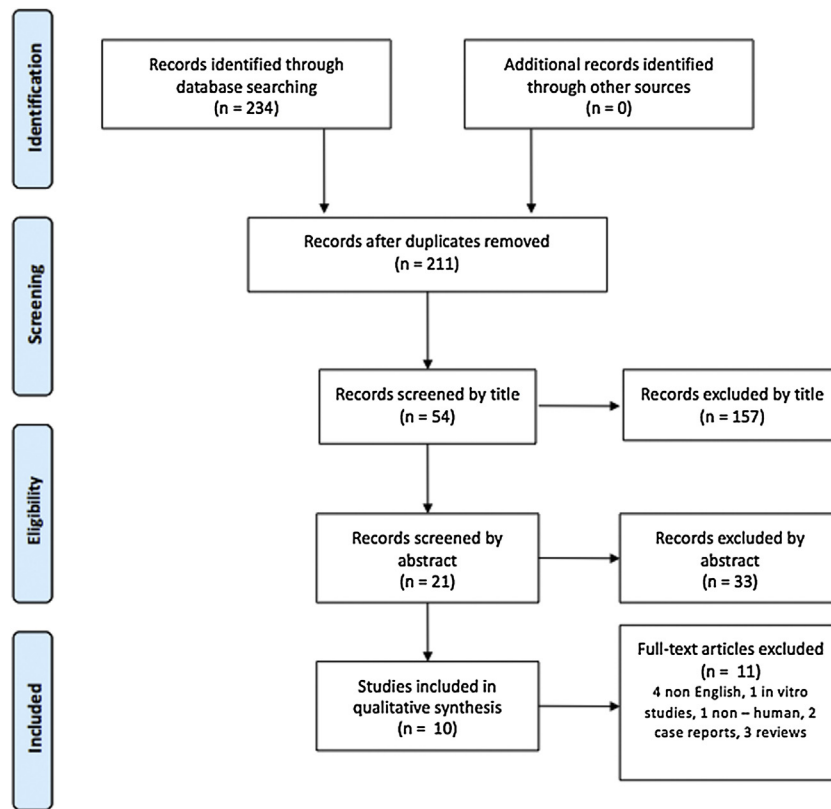 Identification
Records identified through
database searching
(n = 234)
Additional records identified
through other sources
(n = 0)
Screening
Records after duplicates removed
(n = 211)
Records screened by title
(n = 54)
Records excluded by title
(n = 157)
Eligibility
Records screened by
abstract
(n = 21)
Records excluded by
abstract
(n = 33)
Included
Studies included in
qualitative synthesis
(n = 10)
Full-text articles excluded
(n = 11)
4 non English, 1 in vitro
studies, 1 non – human, 2
case reports, 3 reviews